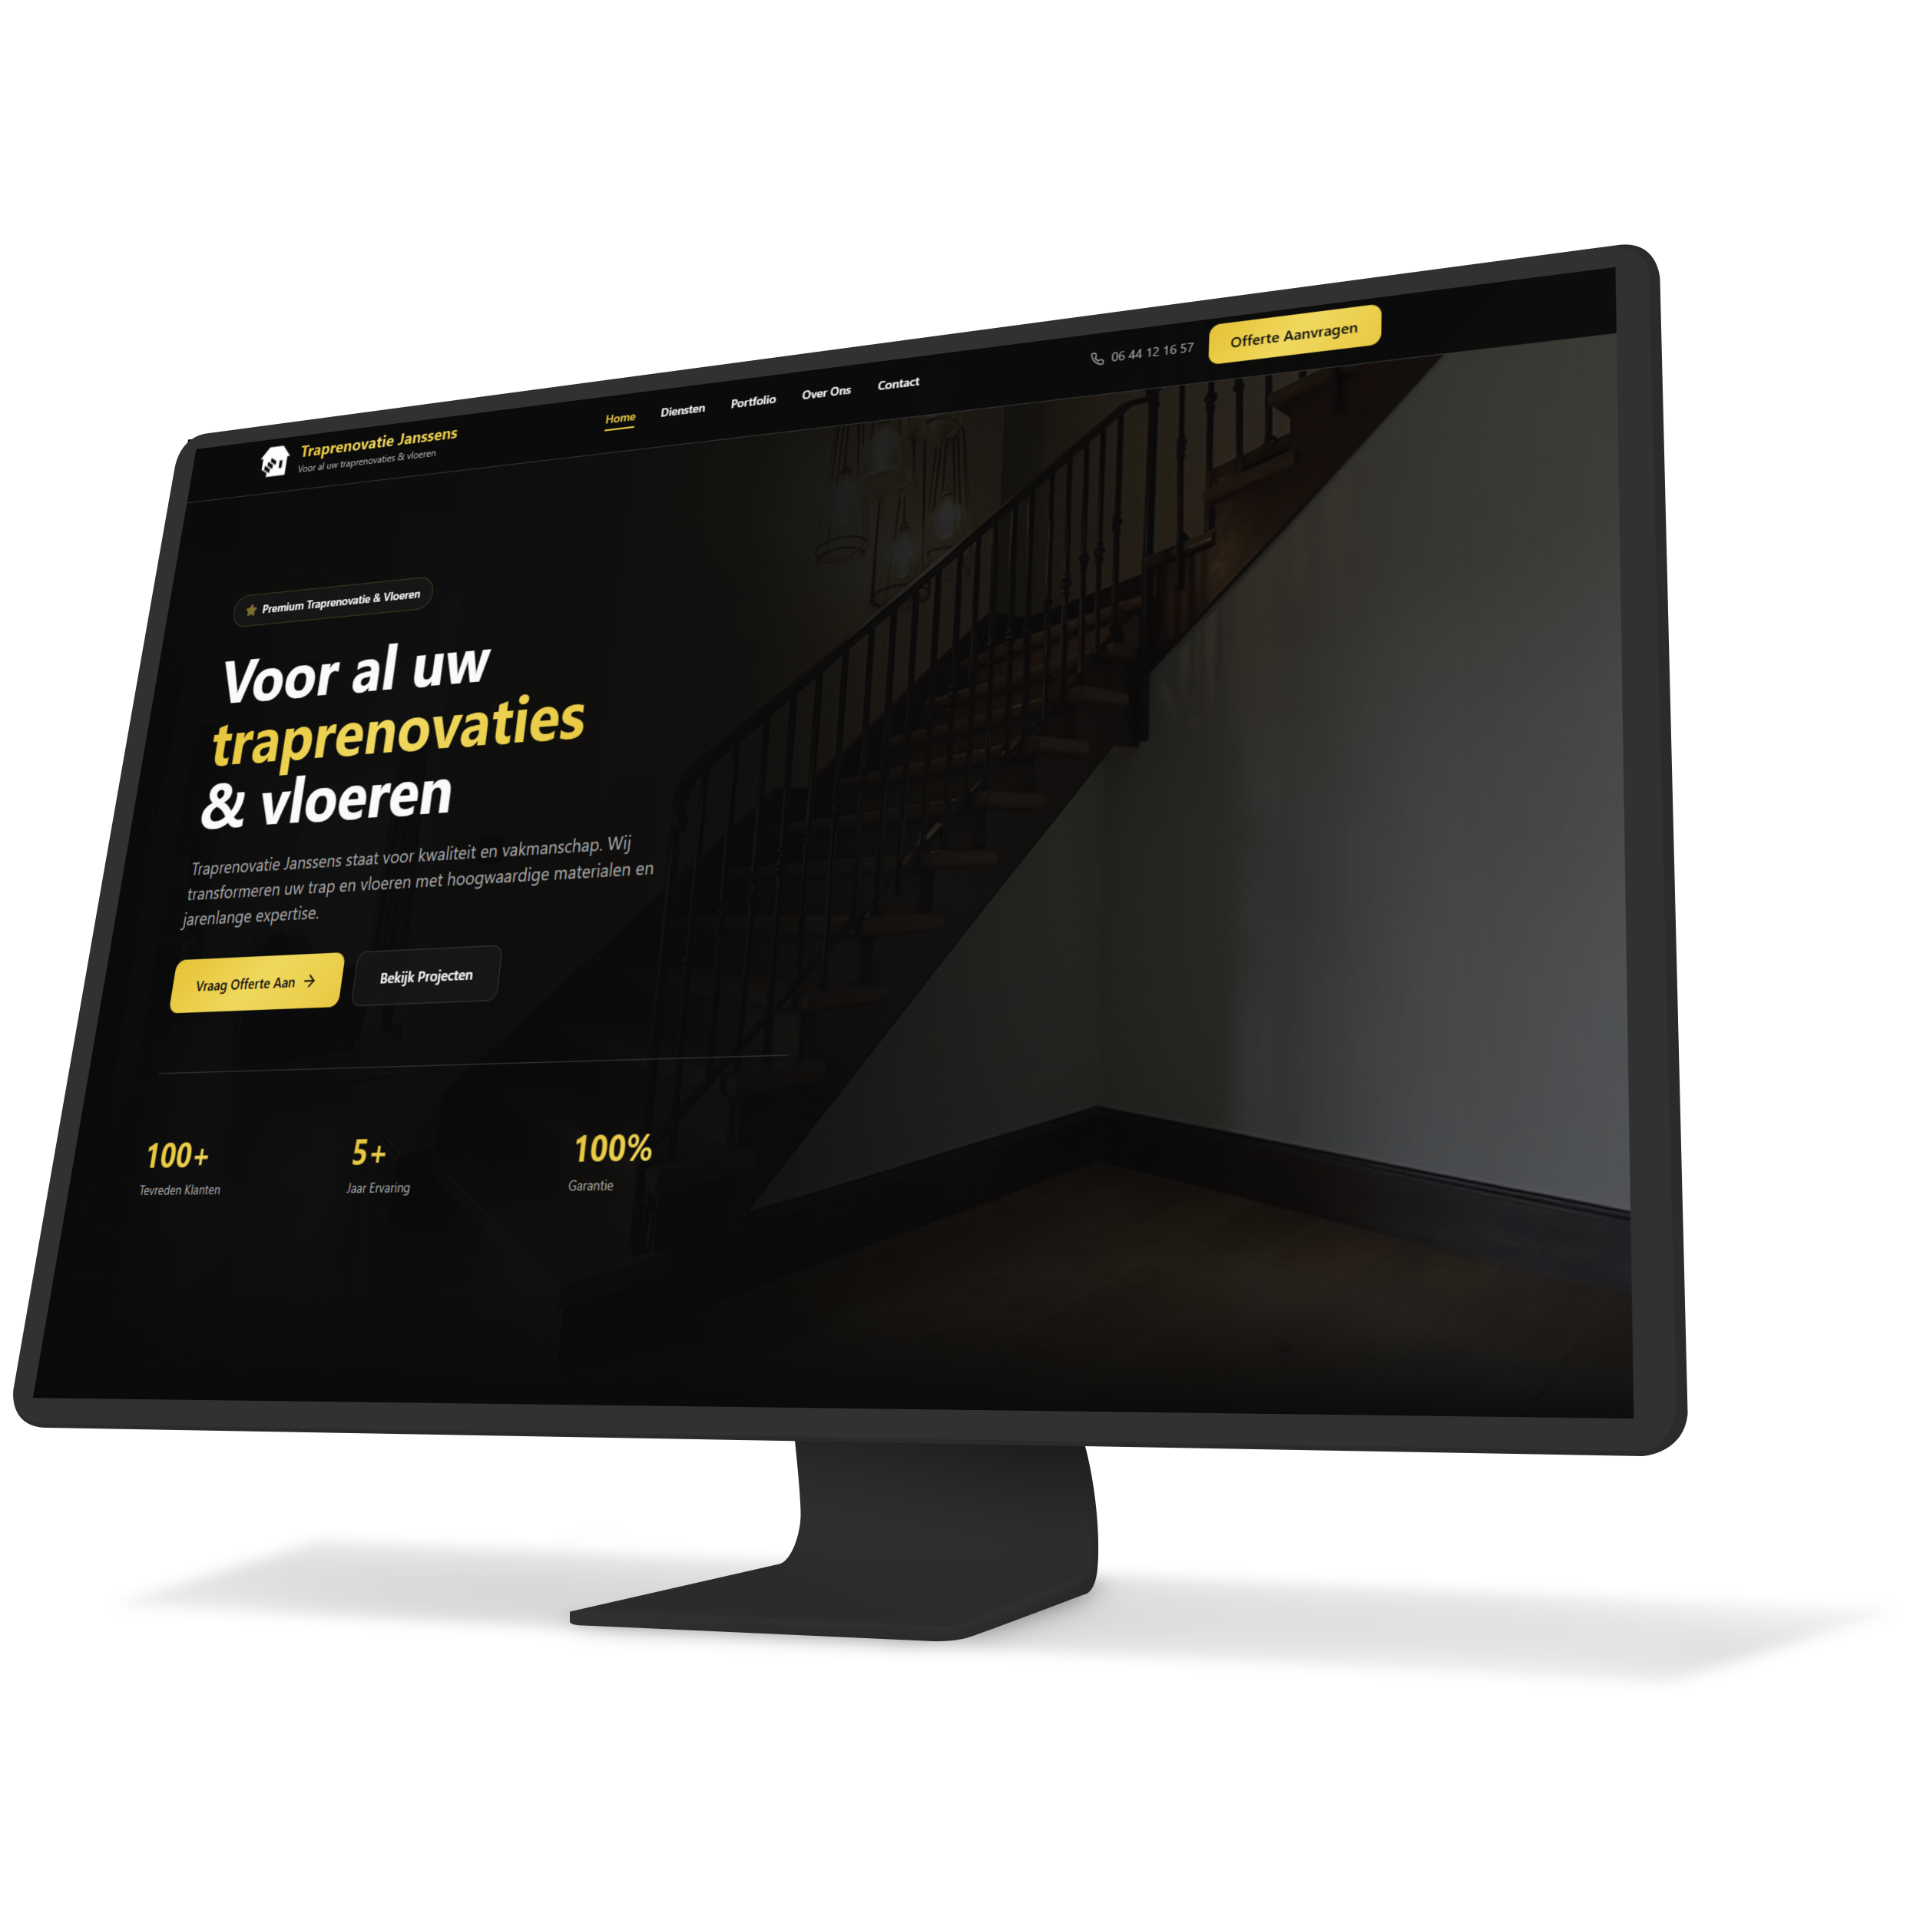 Traprenovatie Janssens
Voor al uw traprenovaties & vloeren
Home
Diensten
Portfolio
Over Ons
Contact
06 44 12 16 57
Offerte Aanvragen
Premium Traprenovatie & Vloeren
Voor al uw
traprenovaties
& vloeren
Traprenovatie Janssens staat voor kwaliteit en vakmanschap. Wij
transformeren uw trap en vloeren met hoogwaardige materialen en
jarenlange expertise.
Vraag Offerte Aan →
Bekijk Projecten
100+
Tevreden Klanten
5+
Jaar Ervaring
100%
Garantie